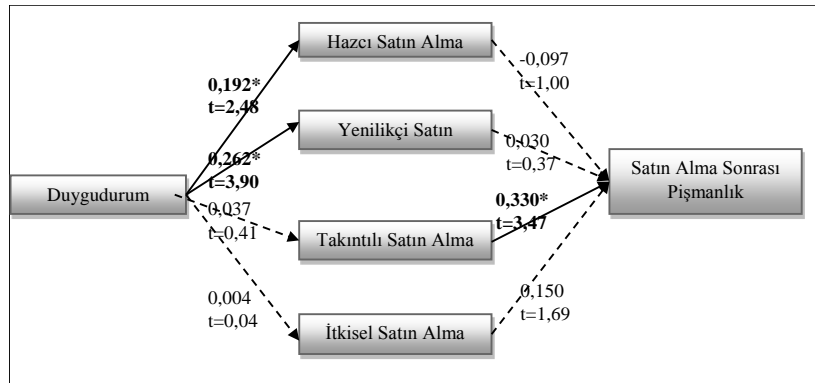 Hazcı Satın Alma
-0,097
t=1,00
0,192*
t=2,48
Yenilikçi Satın
0,030
t=0,37
0,262*
t=3,90
Satın Alma Sonrası
Pişmanlık
Duygudurum
0,037
t=0,41
0,330*
t=3,47
Takıntılı Satın Alma
0,004
t=0,04
0,150
t=1,69
İtkisel Satın Alma